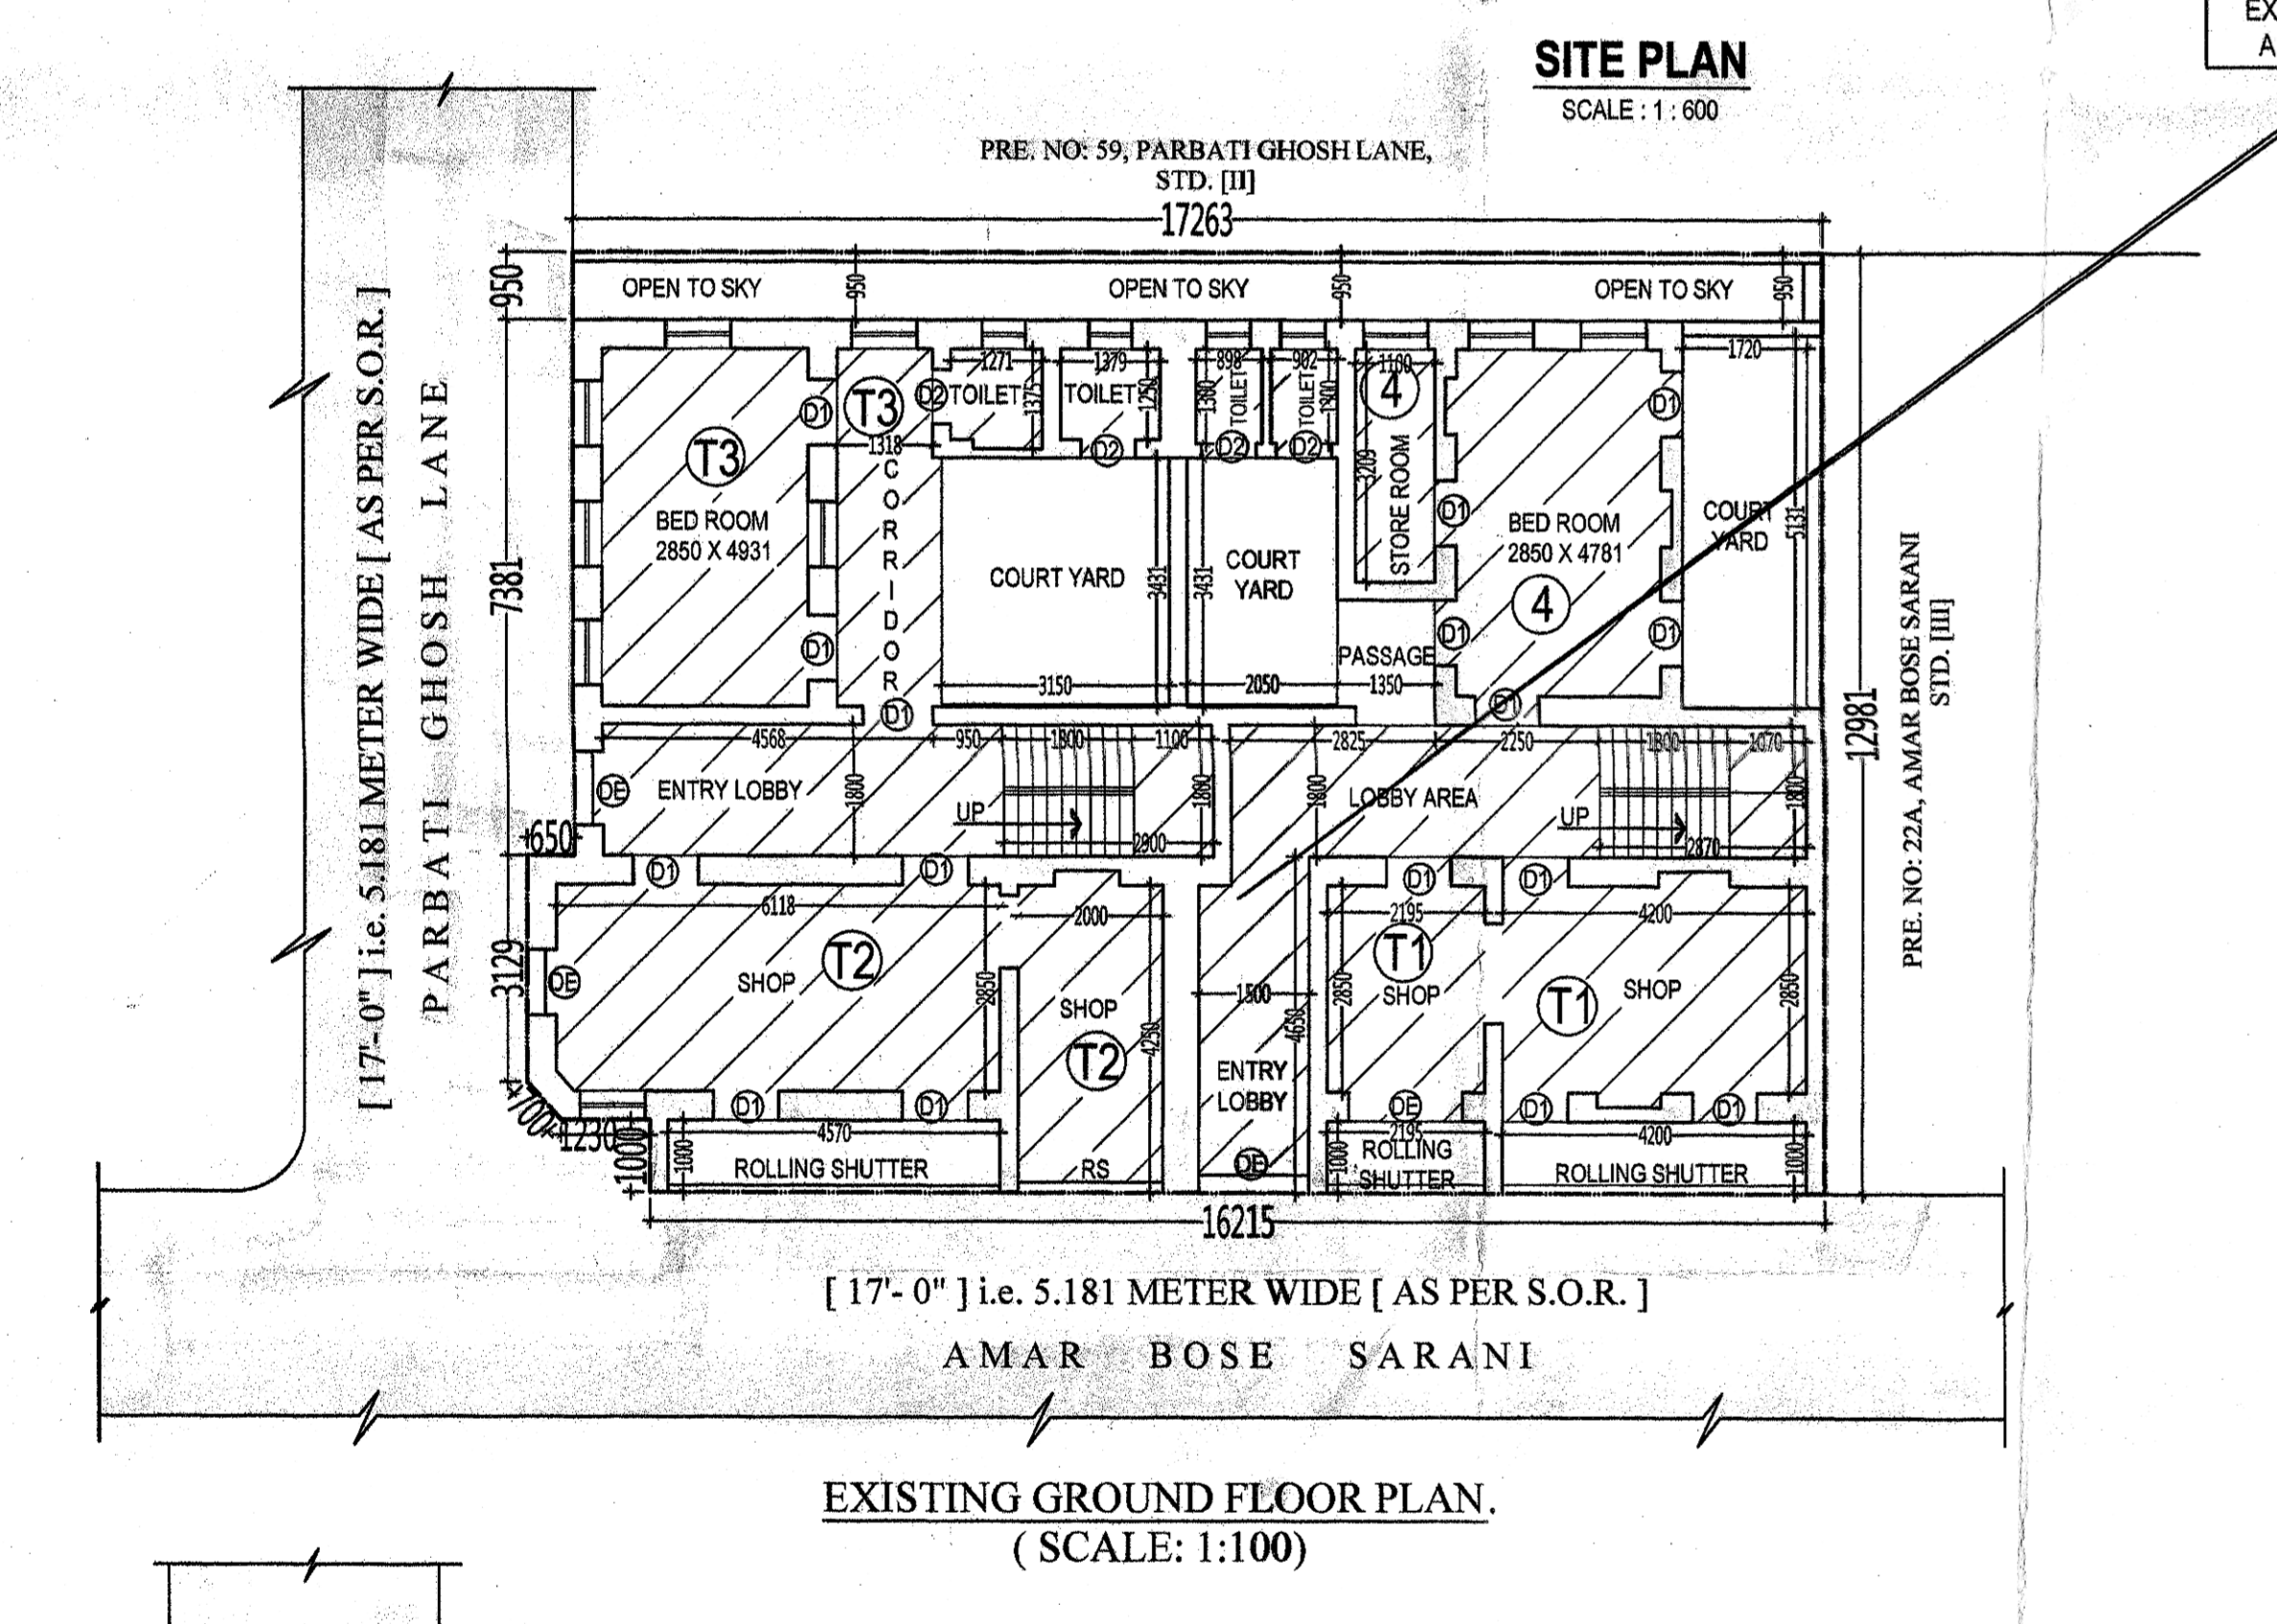 EX
A
SITE PLAN
SCALE : 1 : 600
PRE. NO: 59, PARBATI GHOSH LANE,
STD. [II]
17263
950
OPEN TO SKY
950
OPEN TO SKY
950
OPEN TO SKY
950
[ 17'-0" ] i.e. 5.181 METER WIDE [ AS PER S.O.R. ]
PARBATI GHOSH LANE
7381
T3
BED ROOM
2850 X 4931
D1
D1
T3
1318
CORRIDOR
D1
D2
1271
TOILET
1375
1379
TOILET
1250
D2
898
1300
TOILET
D2
902
TOILET
1300
D2
1100
4
3209
STORE ROOM
COURT YARD
3431
3150
3431
COURT
YARD
2050
PASSAGE
1350
D1
D1
BED ROOM
2850 X 4781
4
D1
D1
D1
1720
COURT
YARD
5131
12981
PRE. NO: 22A, AMAR BOSE SARANI
STD. [III]
4568
950
1800
1100
DE
ENTRY LOBBY
1800
UP
1800
2900
2825
2250
1800
1070
1800
LOBBY AREA
UP
1800
2870
650
3129
D1
D1
6118
2000
DE
SHOP
T2
2850
SHOP
T2
4250
1500
4650
ENTRY
LOBBY
DE
D1
D1
2195
4200
T1
2850
SHOP
T1
SHOP
2850
700
1230
1000
D1
D1
4570
1000
ROLLING SHUTTER
RS
DE
2195
1000
ROLLING
SHUTTER
D1
D1
4200
ROLLING SHUTTER
1000
16215
[ 17'- 0" ] i.e. 5.181 METER WIDE [ AS PER S.O.R. ]
AMAR BOSE SARANI
EXISTING GROUND FLOOR PLAN.
( SCALE: 1:100)